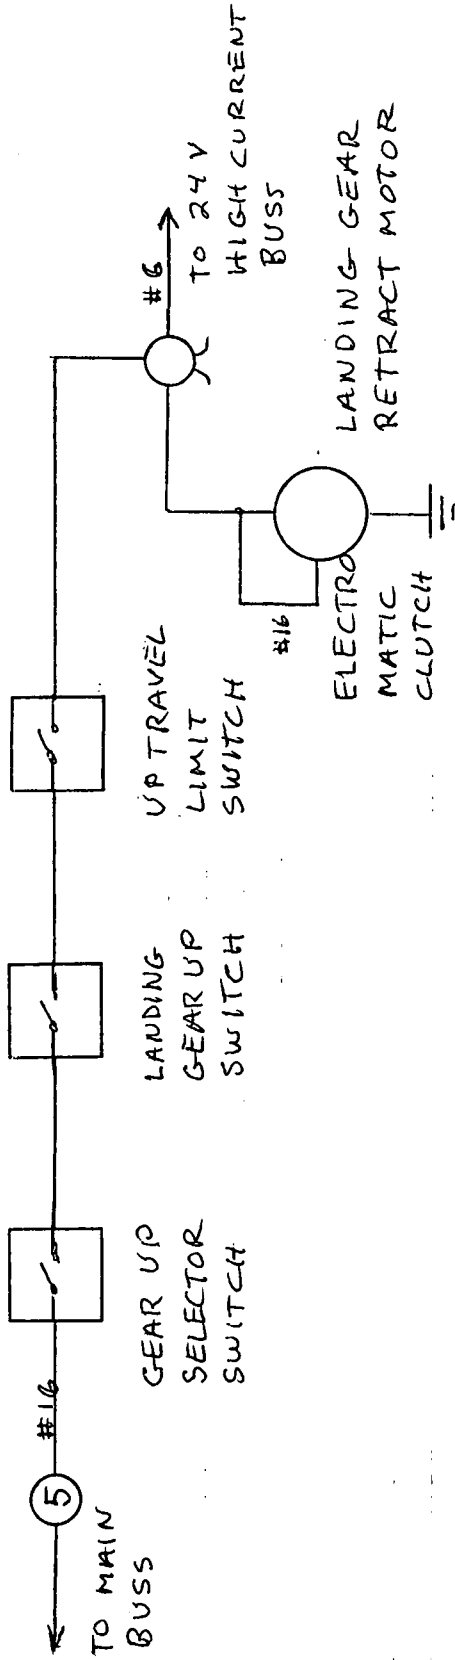 TO MAIN
BUSS
5
#16
GEAR UP
SELECTOR
SWITCH
LANDING
GEAR UP
SWITCH
UP TRAVEL
LIMIT
SWITCH
#6
TO 24V
HIGH CURRENT
BUSS
#16
ELECTRO
MATIC
CLUTCH
LANDING GEAR
RETRACT MOTOR